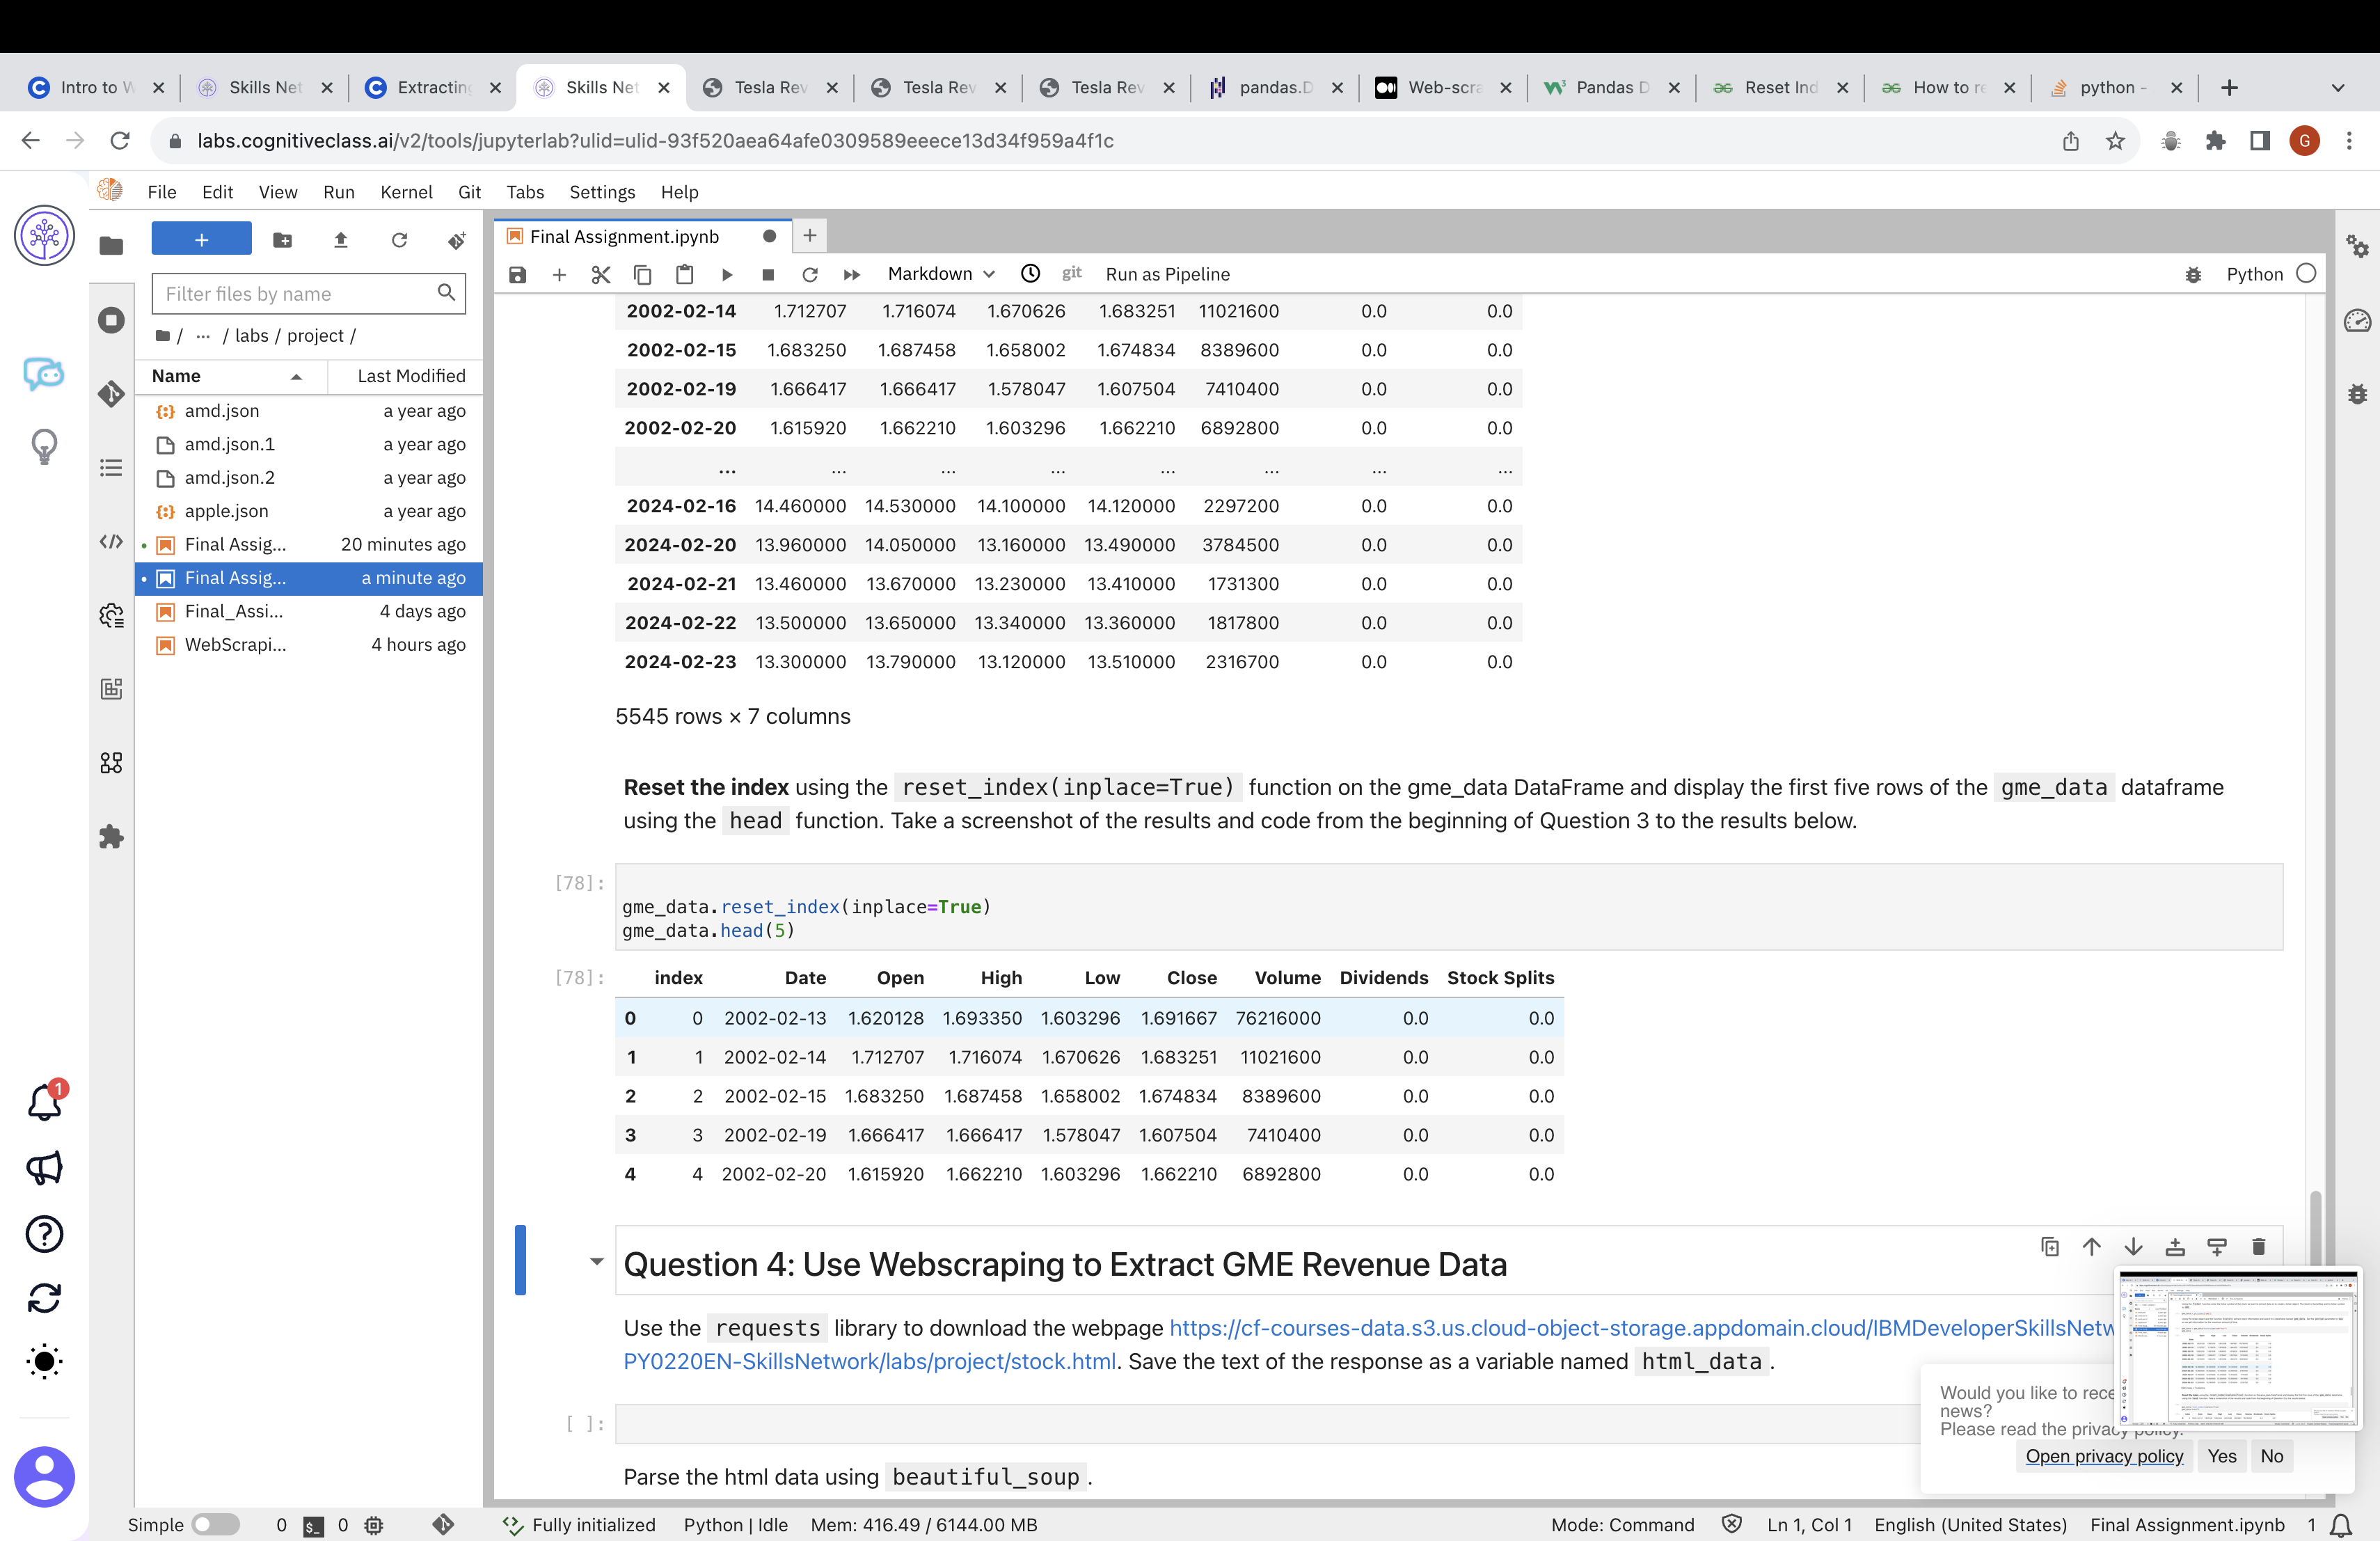 Intro to W
Skills Net
Extracting
Skills Net
Tesla Rev
Tesla Rev
Tesla Rev
pandas.D
Web-scra
Pandas D
Reset Ind
How to re
python -
labs.cognitiveclass.ai/v2/tools/jupyterlab?ulid=ulid-93f520aea64afe0309589eeece13d34f959a4f1c
G
File Edit View Run Kernel Git Tabs Settings Help
+
Filter files by name
/ ... / labs / project /
Name Last Modified
amd.json a year ago
amd.json.1 a year ago
amd.json.2 a year ago
apple.json a year ago
Final Assig... 20 minutes ago
Final Assig... a minute ago
Final_Assi... 4 days ago
WebScrapi... 4 hours ago
Final Assignment.ipynb
Markdown git Run as Pipeline Python
2002-02-14 1.712707 1.716074 1.670626 1.683251 11021600 0.0 0.0
2002-02-15 1.683250 1.687458 1.658002 1.674834 8389600 0.0 0.0
2002-02-19 1.666417 1.666417 1.578047 1.607504 7410400 0.0 0.0
2002-02-20 1.615920 1.662210 1.603296 1.662210 6892800 0.0 0.0
... ... ... ... ... ... ... ...
2024-02-16 14.460000 14.530000 14.100000 14.120000 2297200 0.0 0.0
2024-02-20 13.960000 14.050000 13.160000 13.490000 3784500 0.0 0.0
2024-02-21 13.460000 13.670000 13.230000 13.410000 1731300 0.0 0.0
2024-02-22 13.500000 13.650000 13.340000 13.360000 1817800 0.0 0.0
2024-02-23 13.300000 13.790000 13.120000 13.510000 2316700 0.0 0.0
5545 rows × 7 columns
Reset the index using the reset_index(inplace=True) function on the gme_data DataFrame and display the first five rows of the gme_data dataframe
using the head function. Take a screenshot of the results and code from the beginning of Question 3 to the results below.
[78]:
gme_data.reset_index(inplace=True)
gme_data.head(5)
[78]: index Date Open High Low Close Volume Dividends Stock Splits
0 0 2002-02-13 1.620128 1.693350 1.603296 1.691667 76216000 0.0 0.0
1 1 2002-02-14 1.712707 1.716074 1.670626 1.683251 11021600 0.0 0.0
2 2 2002-02-15 1.683250 1.687458 1.658002 1.674834 8389600 0.0 0.0
3 3 2002-02-19 1.666417 1.666417 1.578047 1.607504 7410400 0.0 0.0
4 4 2002-02-20 1.615920 1.662210 1.603296 1.662210 6892800 0.0 0.0
Question 4: Use Webscraping to Extract GME Revenue Data
Use the requests library to download the webpage https://cf-courses-data.s3.us.cloud-object-storage.appdomain.cloud/IBMDeveloperSkillsNetw
PY0220EN-SkillsNetwork/labs/project/stock.html. Save the text of the response as a variable named html_data.
[ ]:
Parse the html data using beautiful_soup.
Would you like to rece
news?
Please read the privacy policy.
Open privacy policy Yes No
1
Simple 0 $_ 0 Fully initialized Python | Idle Mem: 416.49 / 6144.00 MB Mode: Command Ln 1, Col 1 English (United States) Final Assignment.ipynb 1